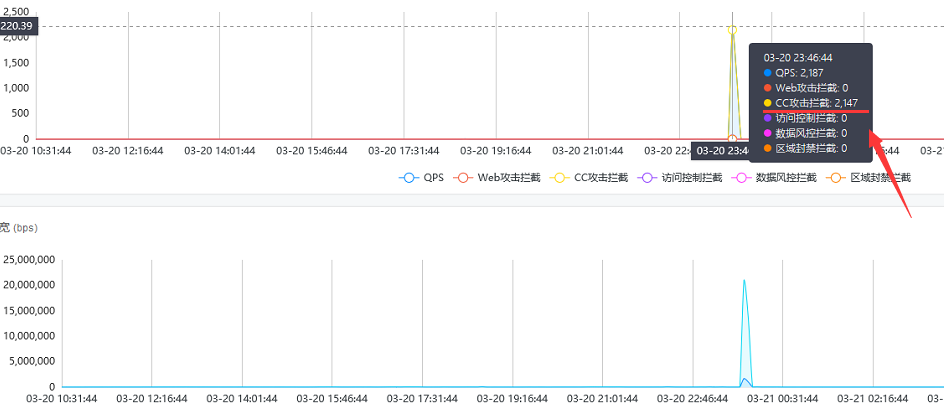 2,500
220.39
2,000
1,500
1,000
500
0
03-20 23:46:44
QPS: 2,187
Web攻击拦截: 0
CC攻击拦截: 2,147
访问控制拦截: 0
数据风控拦截: 0
区域封禁拦截: 0
03-20 10:31:44 03-20 12:16:44 03-20 14:01:44 03-20 15:46:44 03-20 17:31:44 03-20 19:16:44 03-20 21:01:44 03-20 22: 03-20 23:4 5:44 03-21
QPS Web攻击拦截 CC攻击拦截 访问控制拦截 数据风控拦截 区域封禁拦截
宽 (bps)
25,000,000
20,000,000
15,000,000
10,000,000
5,000,000
0
03-20 10:31:44 03-20 12:16:44 03-20 14:01:44 03-20 15:46:44 03-20 17:31:44 03-20 19:16:44 03-20 21:01:44 03-20 22:46:44 03-21 00:31:44 03-21 02:16:44 03-